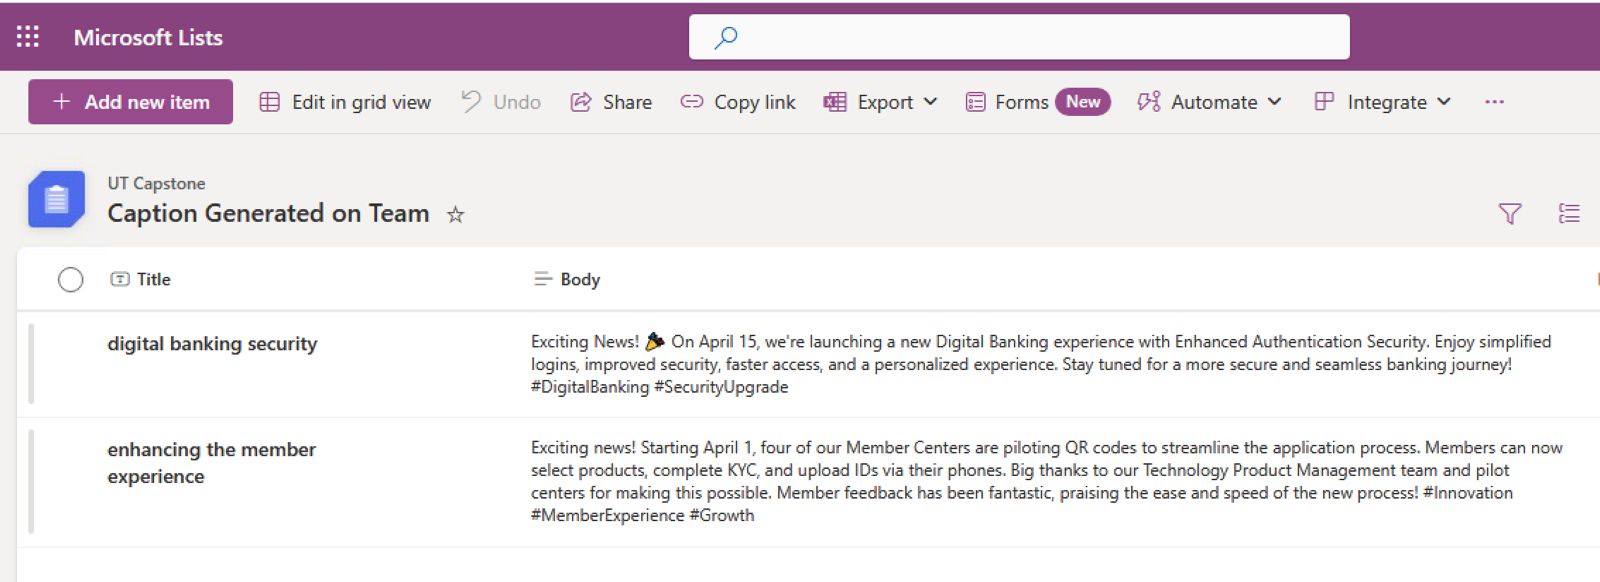 Microsoft Lists
Add new item
Edit in grid view
Undo
Share
Copy link
Export
Forms
New
Automate
Integrate
UT Capstone
Caption Generated on Team
Title
Body
digital banking security
Exciting News! 🎉 On April 15, we're launching a new Digital Banking experience with Enhanced Authentication Security. Enjoy simplified
logins, improved security, faster access, and a personalized experience. Stay tuned for a more secure and seamless banking journey!
#DigitalBanking #SecurityUpgrade
enhancing the member
experience
Exciting news! Starting April 1, four of our Member Centers are piloting QR codes to streamline the application process. Members can now
select products, complete KYC, and upload IDs via their phones. Big thanks to our Technology Product Management team and pilot
centers for making this possible. Member feedback has been fantastic, praising the ease and speed of the new process! #Innovation
#MemberExperience #Growth